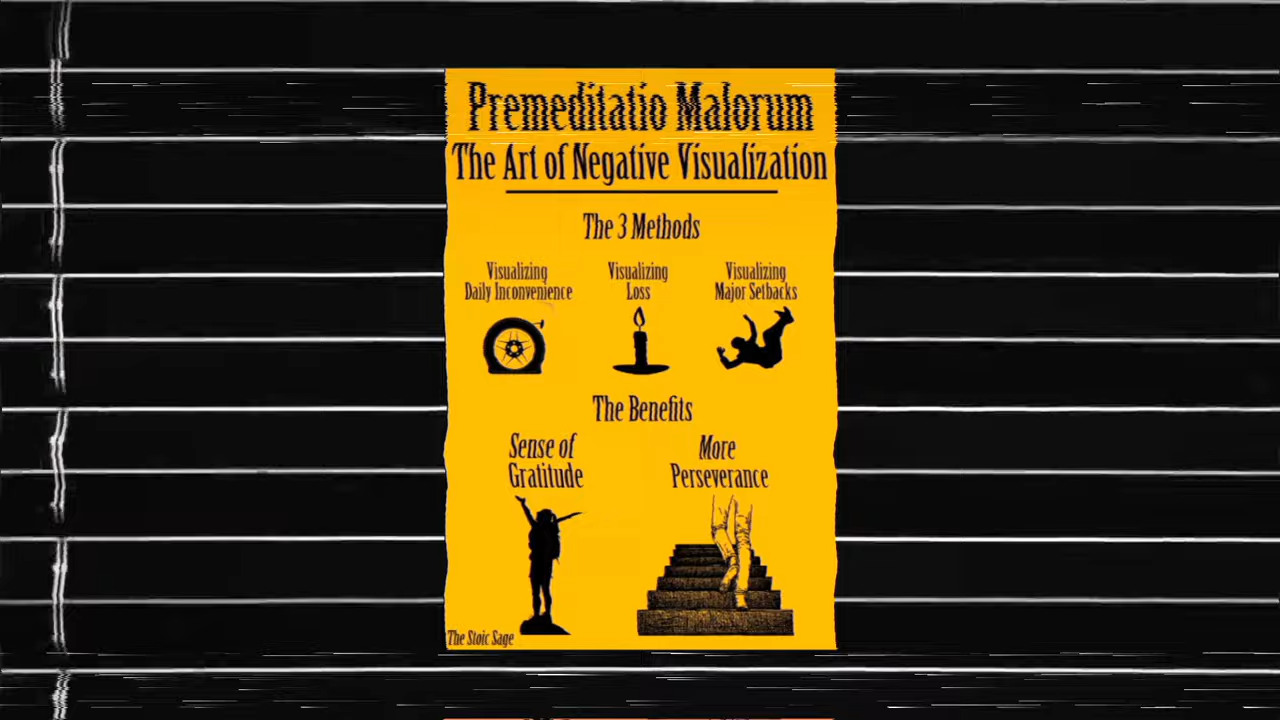 Premeditatio Malorum
The Art of Negative Visualization
The 3 Methods
Visualizing
Daily Inconvenience
Visualizing
Loss
Visualizing
Major Setbacks
The Benefits
Sense of
Gratitude
More
Perseverance
The Stoic Sage